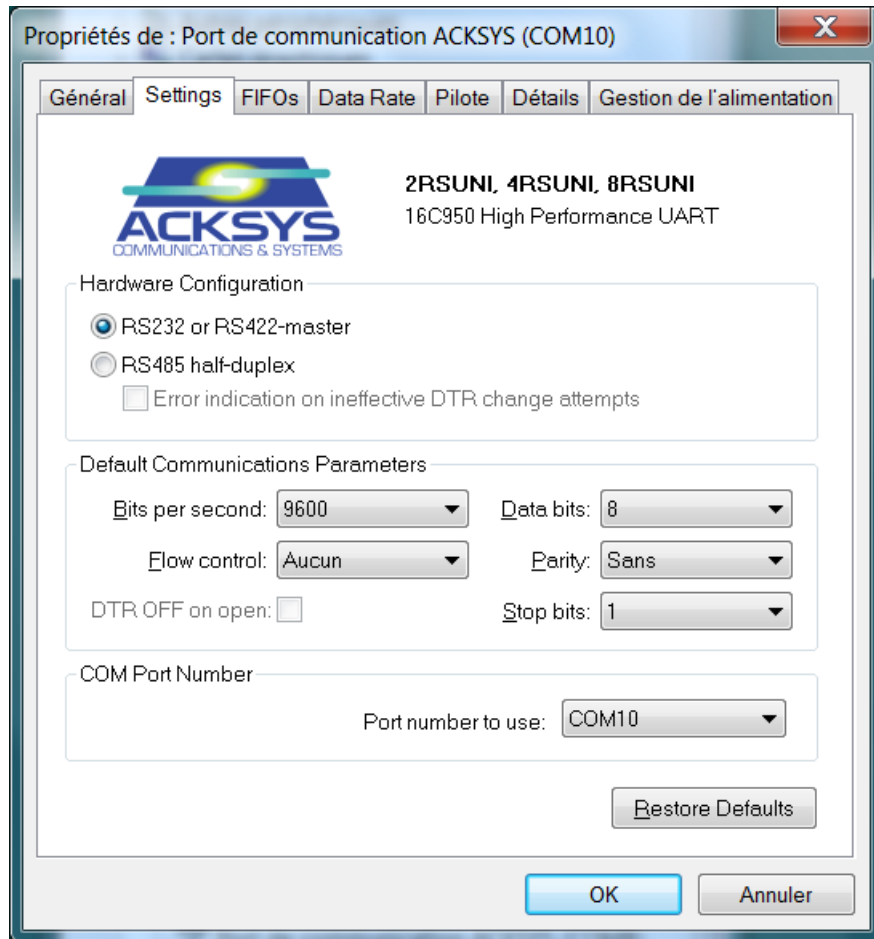 Propriétés de : Port de communication ACKSYS (COM10)
Général Settings FIFOs Data Rate Pilote Détails Gestion de l'alimentation
ACKSYS
COMMUNICATIONS & SYSTEMS
2RSUNI, 4RSUNI, 8RSUNI
16C950 High Performance UART
Hardware Configuration
RS232 or RS422-master
RS485 half-duplex
Error indication on ineffective DTR change attempts
Default Communications Parameters
Bits per second: 9600 Data bits: 8
Flow control: Aucun Parity: Sans
DTR OFF on open: Stop bits: 1
COM Port Number
Port number to use: COM10
Restore Defaults
OK Annuler